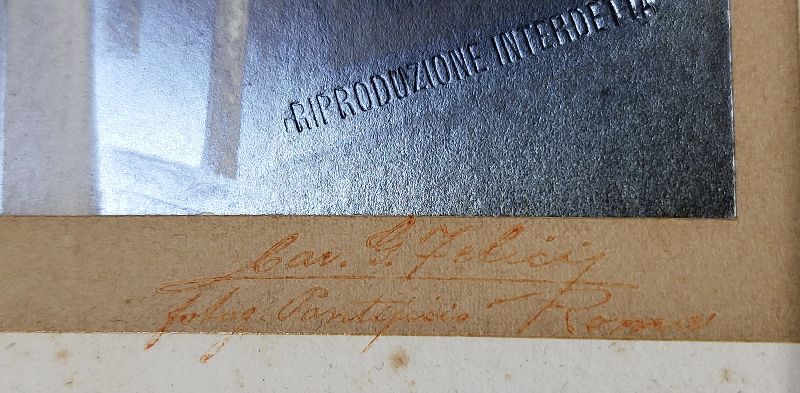 RIPRODUZIONE INTERDETTA
Cav. G. Felici
fotog. Pontificio Roma